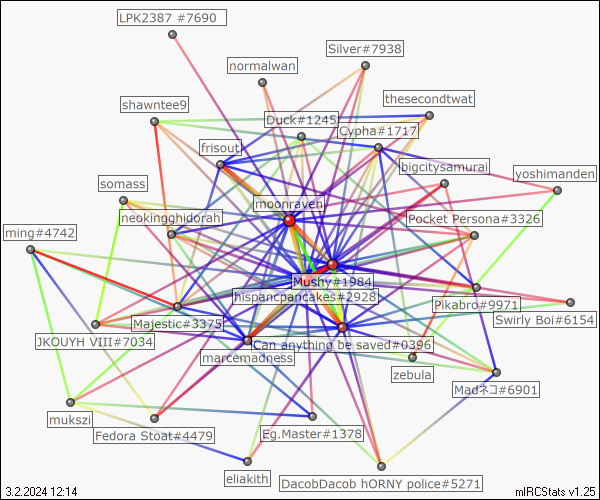 LPK2387 #7690
Silver#7938
normalwan
thesecondtwat
shawntee9
Duck#1245
Cypha#1717
frisout
bigcitysamurai
yoshimanden
somass
moonraven
neokingghidorah
Pocket Persona#3326
ming#4742
Mushy#1984
hispancpancakes#2928
Pikabro#9971
Swirly Boi#6154
Majestic#3375
JKOUYH VIII#7034
Can anything be saved#0396
marcemadness
zebula
Madネコ#6901
mukszi
Fedora Stoat#4479
Eg.Master#1378
eliakith
DacobDacob hORNY police#5271
3.2.2024 12:14
mIRCStats v1.25